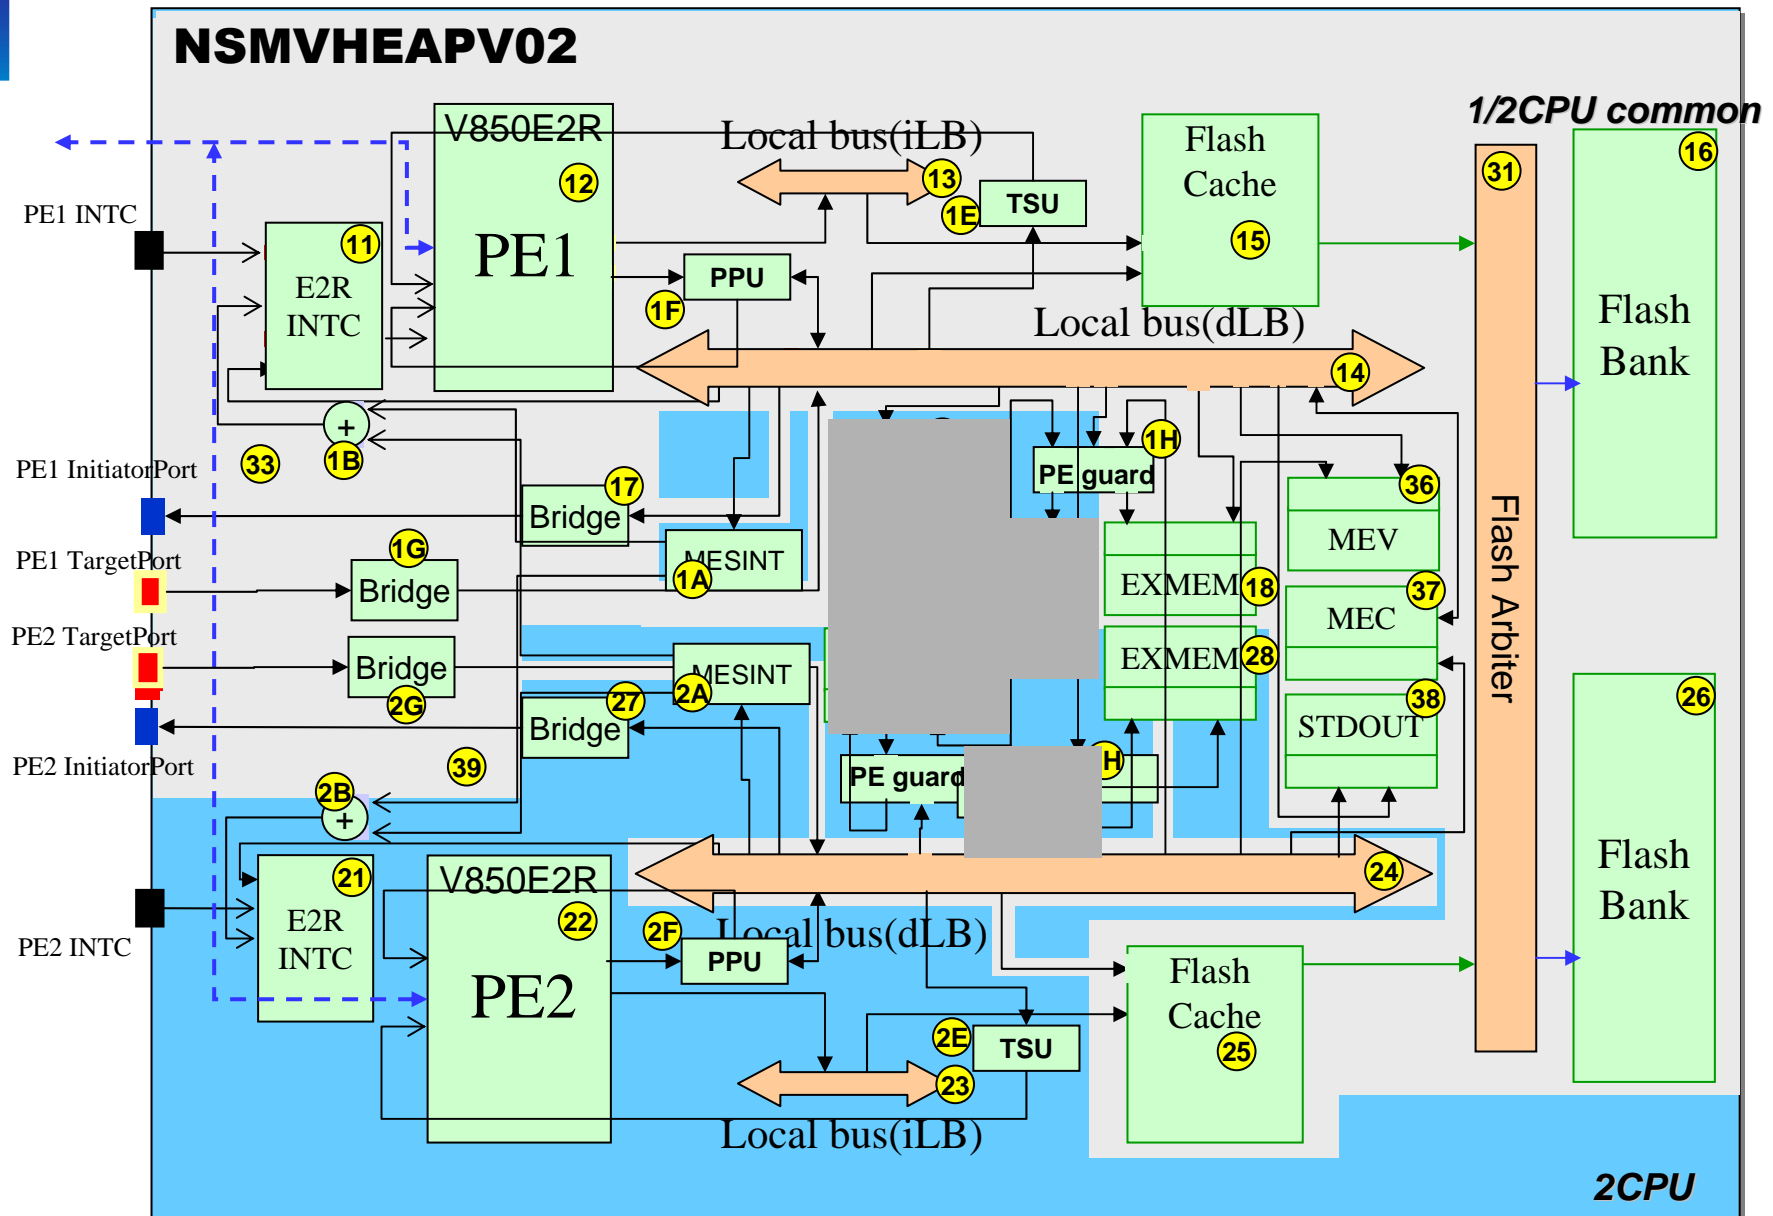 NSMVHEAPV02
1/2CPU common
V850E2R
12
PE1
Local bus(iLB)
13
1E
TSU
Flash
Cache
15
31
16
Flash
Bank
PE1 INTC
11
E2R
INTC
PPU
1F
Local bus(dLB)
14
+
1B
33
PE1 InitiatorPort
17
Bridge
1H
PE guard
36
MEV
Flash Arbiter
PE1 TargetPort
1G
Bridge
MESINT
1A
EXMEM
18
37
MEC
PE2 TargetPort
Bridge
2G
MESINT
2A
EXMEM
28
38
STDOUT
26
27
Bridge
PE2 InitiatorPort
39
2B
+
PE guard
H
21
E2R
INTC
V850E2R
22
PE2
24
Flash
Bank
PE2 INTC
2F
PPU
Local bus(dLB)
Flash
Cache
25
2E
TSU
23
Local bus(iLB)
2CPU